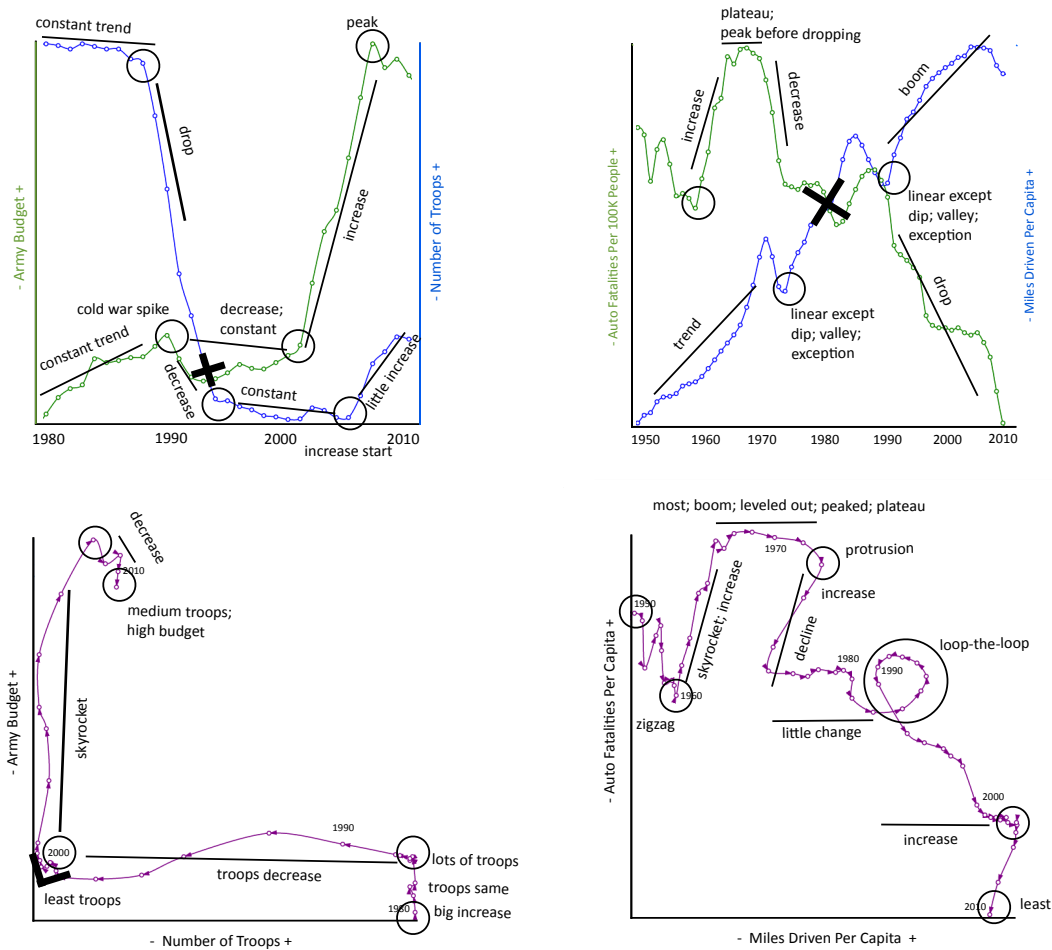 constant trend
peak
drop
increase
cold war spike
decrease;
constant
constant trend
decrease
constant
little increase
- Army Budget +
- Number of Troops +
1980
1990
2000
2010
increase start
plateau;
peak before dropping
increase
decrease
boom
linear except
dip; valley;
exception
drop
trend
linear except
dip; valley;
exception
- Auto Fatalities Per 100K People +
- Miles Driven Per Capita +
1950
1960
1970
1980
1990
2000
2010
decrease
2010
medium troops;
high budget
skyrocket
- Army Budget +
2000
1990
lots of troops
troops decrease
troops same
least troops
1980
big increase
- Number of Troops +
most; boom; leveled out; peaked; plateau
1970
protrusion
increase
1990
skyrocket; increase
decline
loop-the-loop
1980
1990
1960
zigzag
little change
- Auto Fatalities Per Capita +
2000
increase
2010
least
- Miles Driven Per Capita +